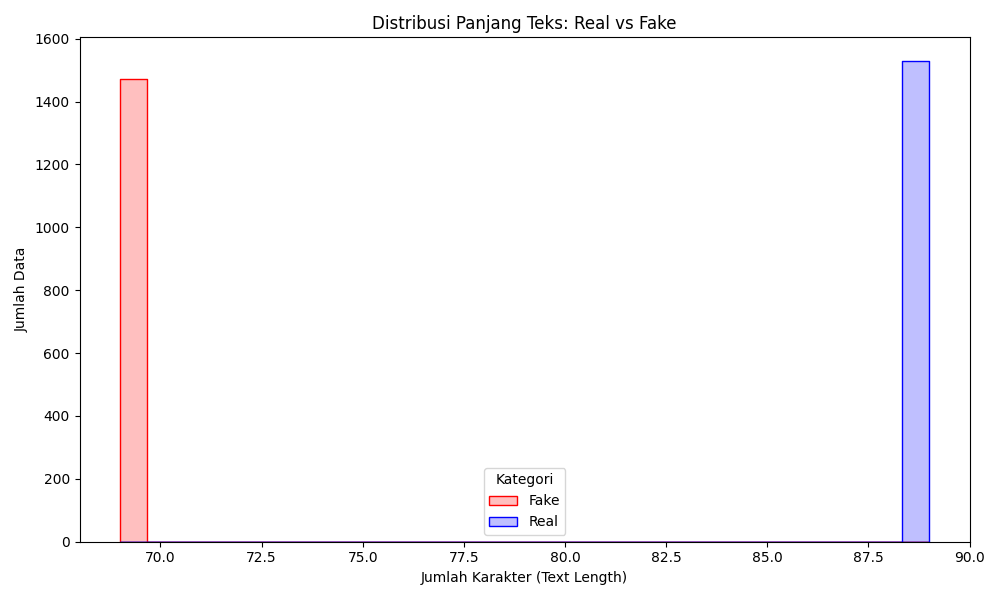 Distribusi Panjang Teks: Real vs Fake
1600
1400
1200
1000
800
600
400
200
0
Jumlah Data
Kategori
Fake
Real
70.0 72.5 75.0 77.5 80.0 82.5 85.0 87.5 90.0
Jumlah Karakter (Text Length)